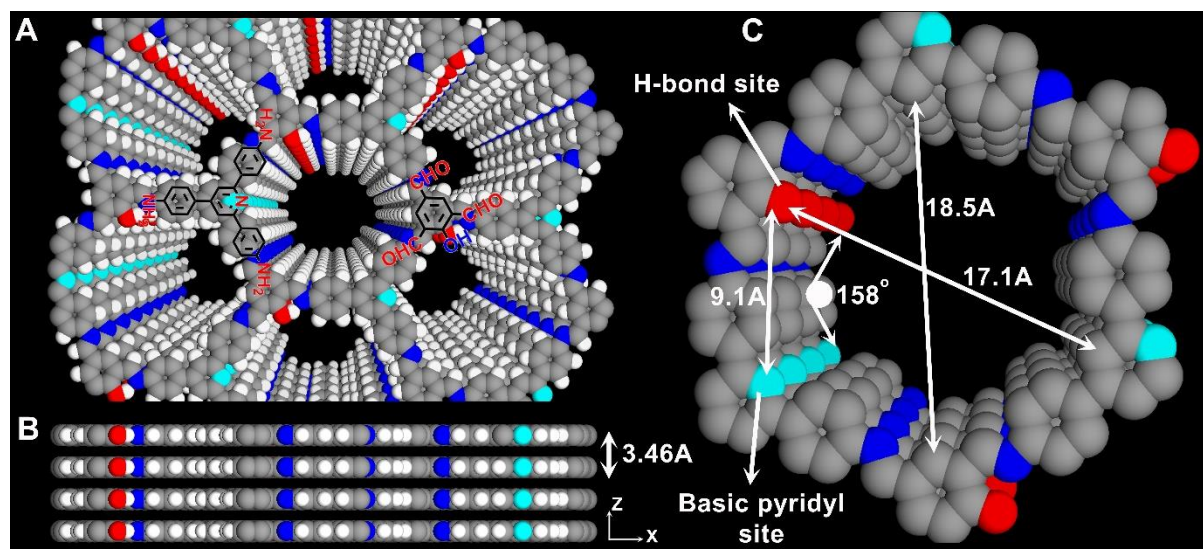 A
H₂N
NH₂
N
NH₂
CHO
CHO
OHC
OH
B
3.46A
z
x
C
H-bond site
18.5A
17.1A
9.1A
158°
Basic pyridyl
site